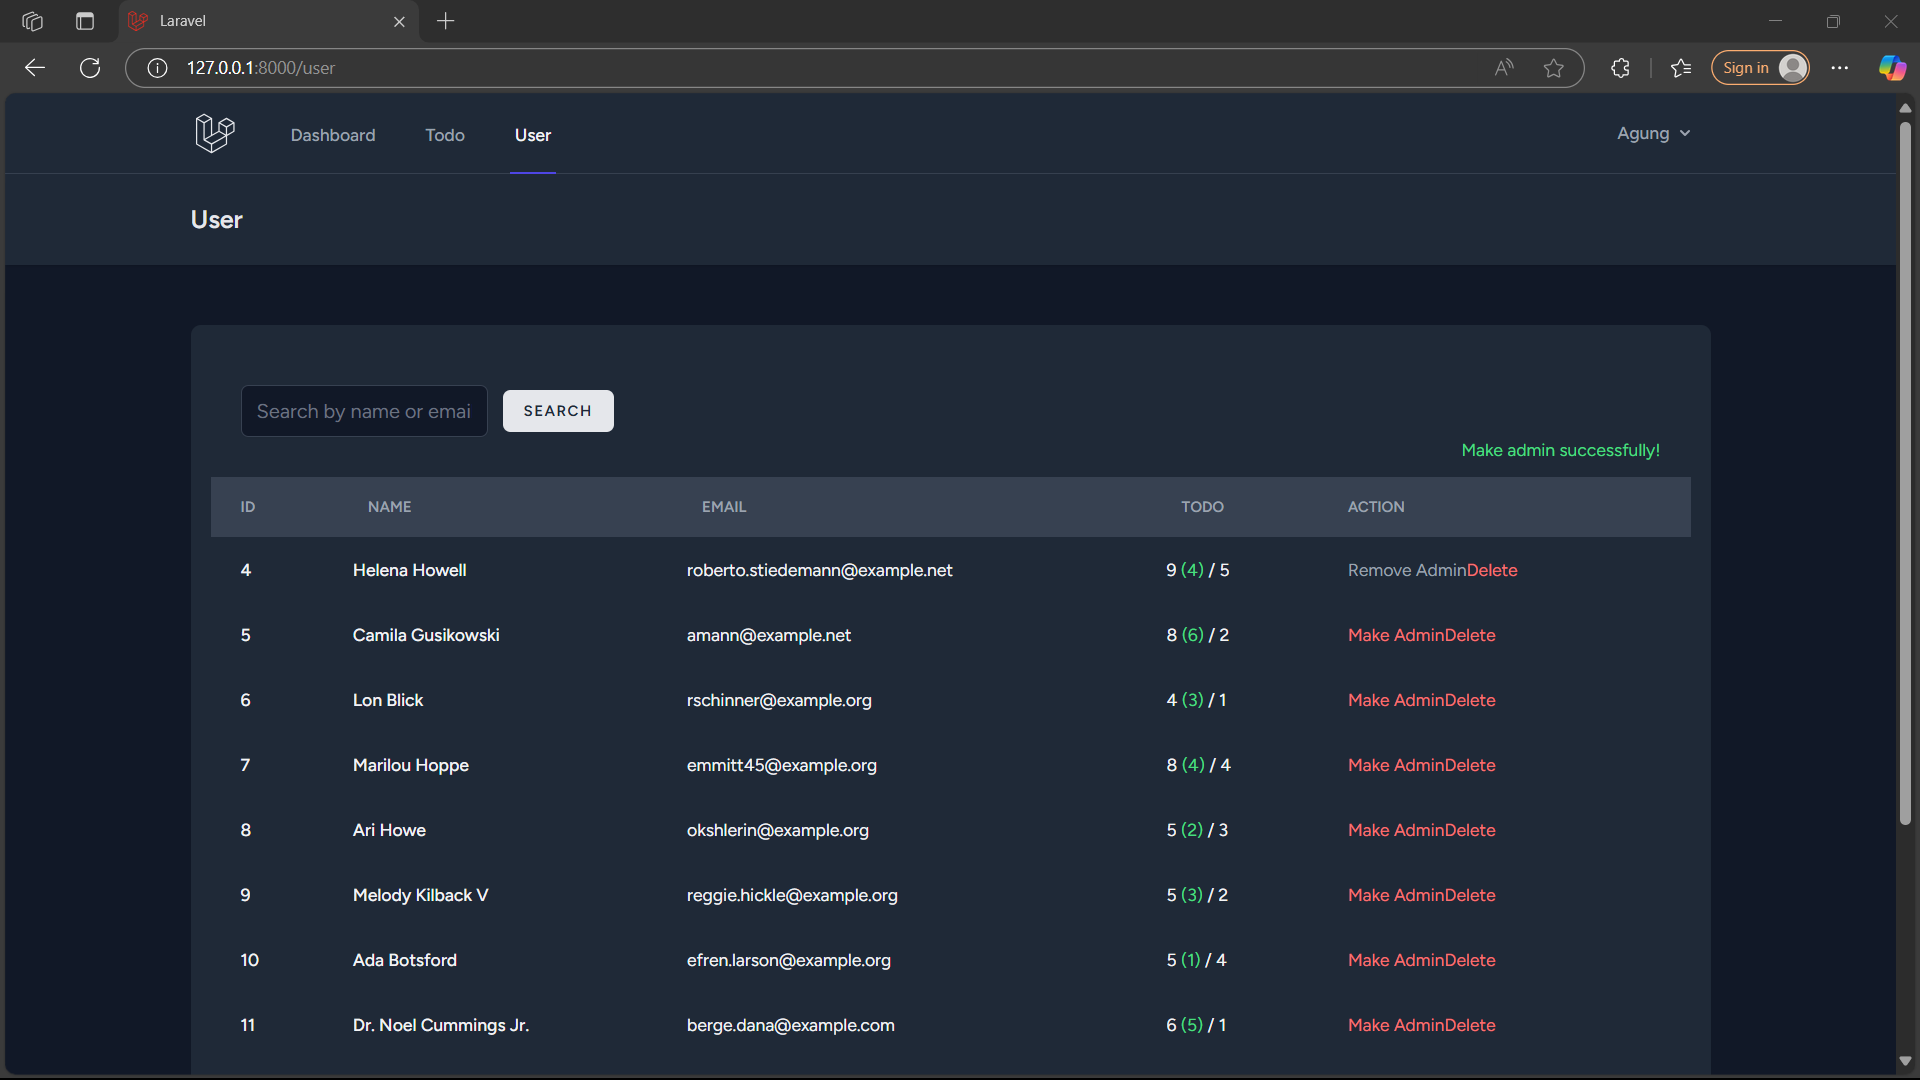 Laravel
127.0.0.1:8000/user
Sign in
Dashboard Todo User Agung
User
Search by name or emai SEARCH
Make admin successfully!
ID NAME EMAIL TODO ACTION
4 Helena Howell roberto.stiedemann@example.net 9 (4) / 5 Remove AdminDelete
5 Camila Gusikowski amann@example.net 8 (6) / 2 Make AdminDelete
6 Lon Blick rschinner@example.org 4 (3) / 1 Make AdminDelete
7 Marilou Hoppe emmitt45@example.org 8 (4) / 4 Make AdminDelete
8 Ari Howe okshlerin@example.org 5 (2) / 3 Make AdminDelete
9 Melody Kilback V reggie.hickle@example.org 5 (3) / 2 Make AdminDelete
10 Ada Botsford efren.larson@example.org 5 (1) / 4 Make AdminDelete
11 Dr. Noel Cummings Jr. berge.dana@example.com 6 (5) / 1 Make AdminDelete